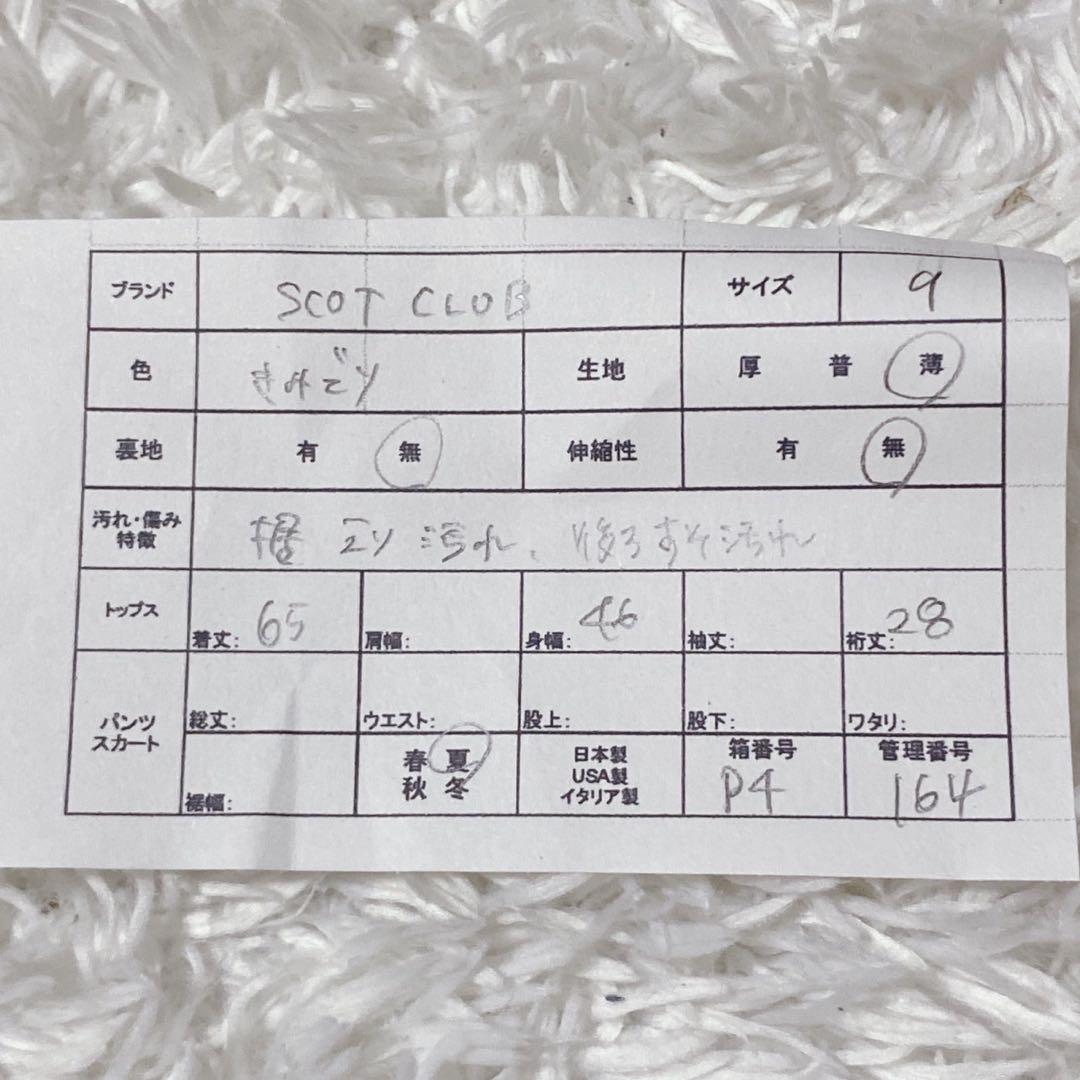 ブランド SCOT CLUB サイズ 9
色 きみどり 生地 厚 普 薄
裏地 有 無 伸縮性 有 無
汚れ・傷み
特徴 エリ汚れ、後ろすそ汚れ
トップス 着丈: 65 肩幅: 身幅: 46 袖丈: 裄丈: 28
パンツ
スカート 総丈: ウエスト: 股上: 股下: ワタリ:
裾幅: 春 夏
秋 冬
日本製
USA製
イタリア製
箱番号
P4
管理番号
164